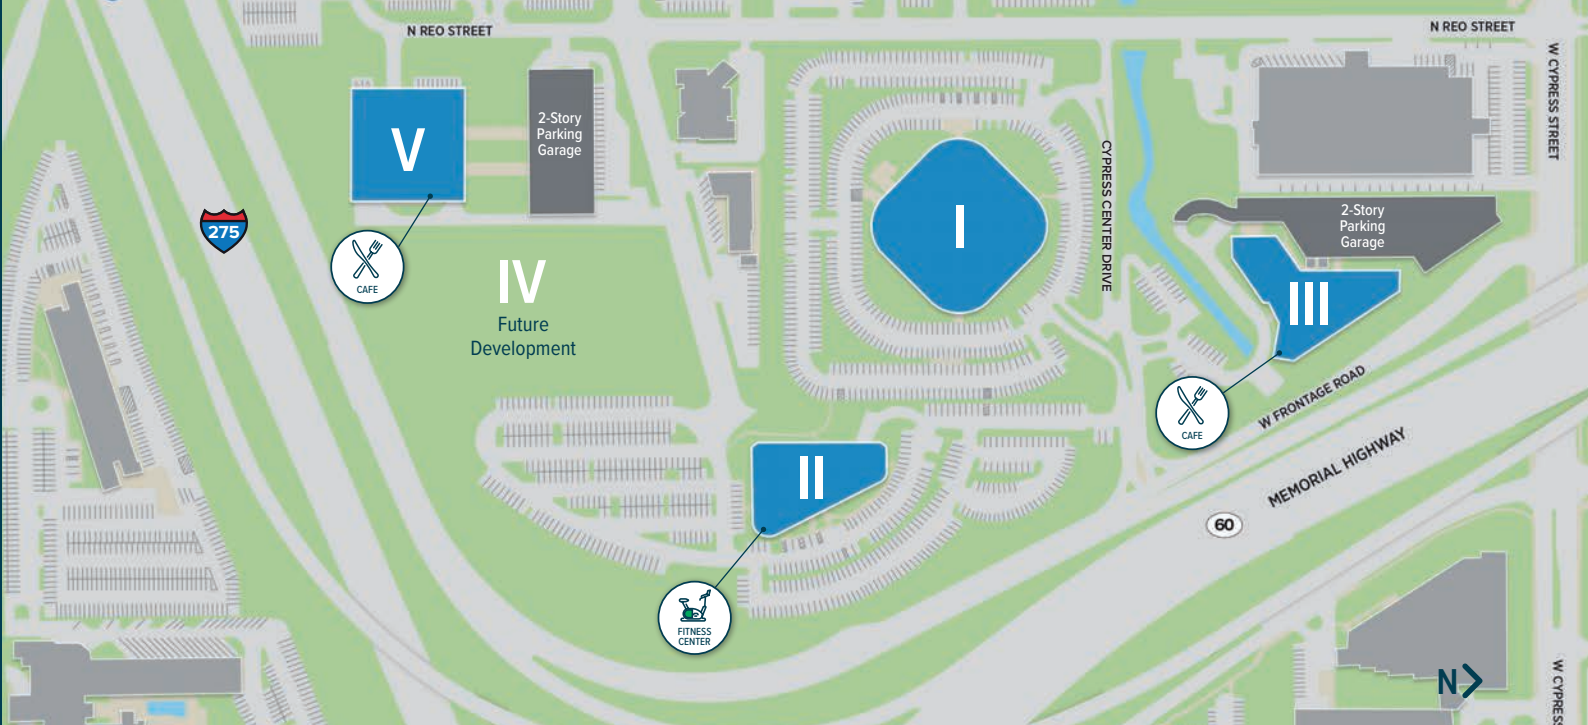 N REO STREET
N REO STREET
W CYPRESS STREET
2-Story
Parking
Garage
V
I
CYPRESS CENTER DRIVE
2-Story
Parking
Garage
275
CAFE
IV
Future
Development
III
W FRONTAGE ROAD
CAFE
MEMORIAL HIGHWAY
II
60
FITNESS
CENTER
W CYPRESS
N